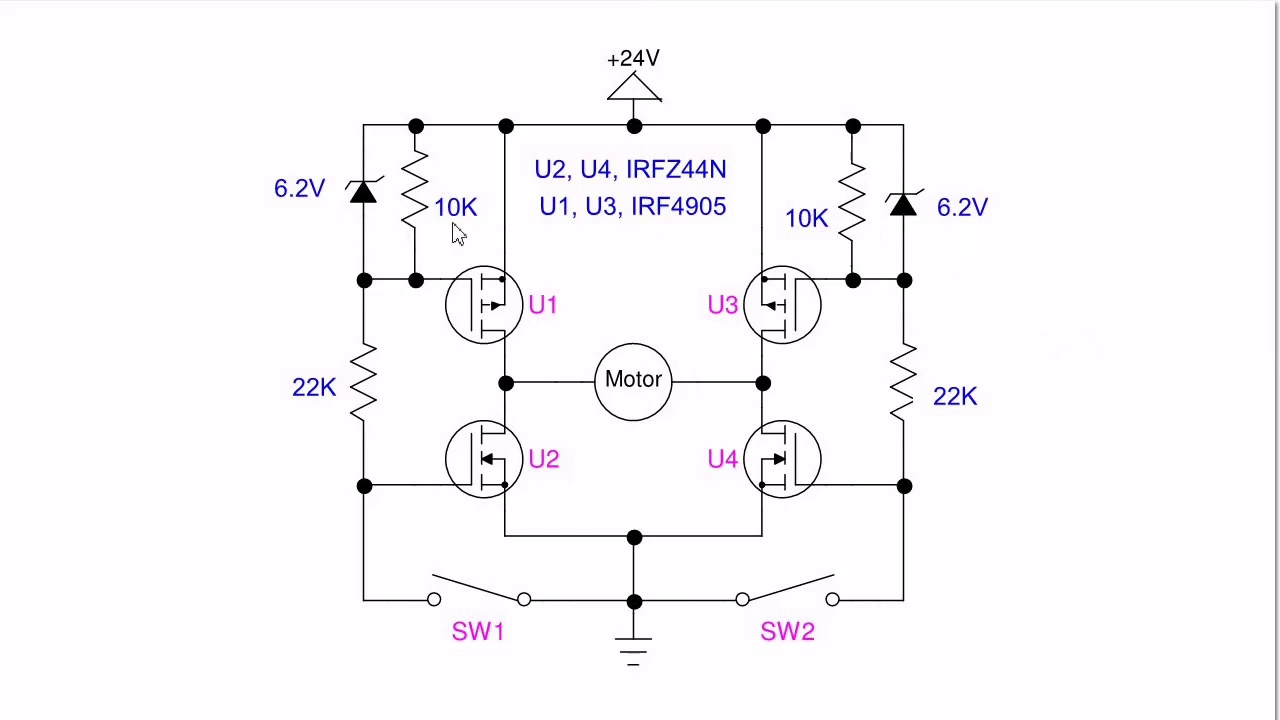 +24V
U2, U4, IRFZ44N
U1, U3, IRF4905
6.2V
10K
10K
6.2V
U1
U3
22K
Motor
22K
U2
U4
SW1
SW2